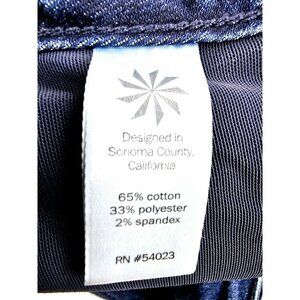 Designed in
Sonoma County,
California
65% cotton
33% polyester
2% spandex
RN #54023